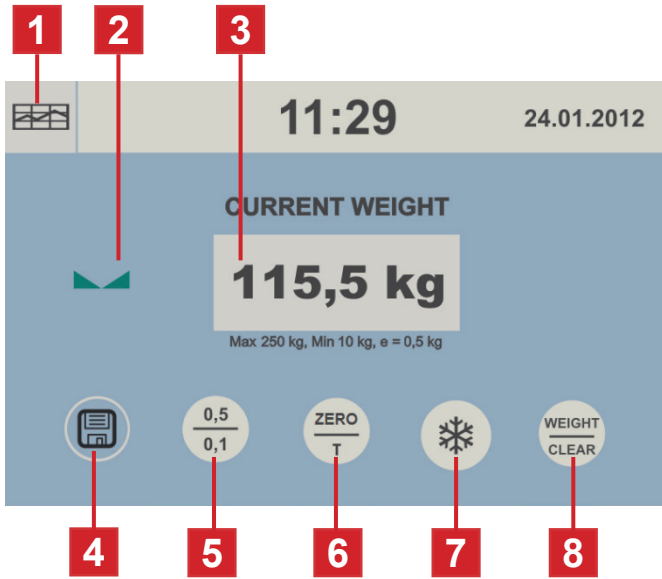 1 2 3
11:29 24.01.2012
CURRENT WEIGHT
115,5 kg
Max 250 kg, Min 10 kg, e = 0,5 kg
0,5
0,1
ZERO
T
WEIGHT
CLEAR
4 5 6 7 8